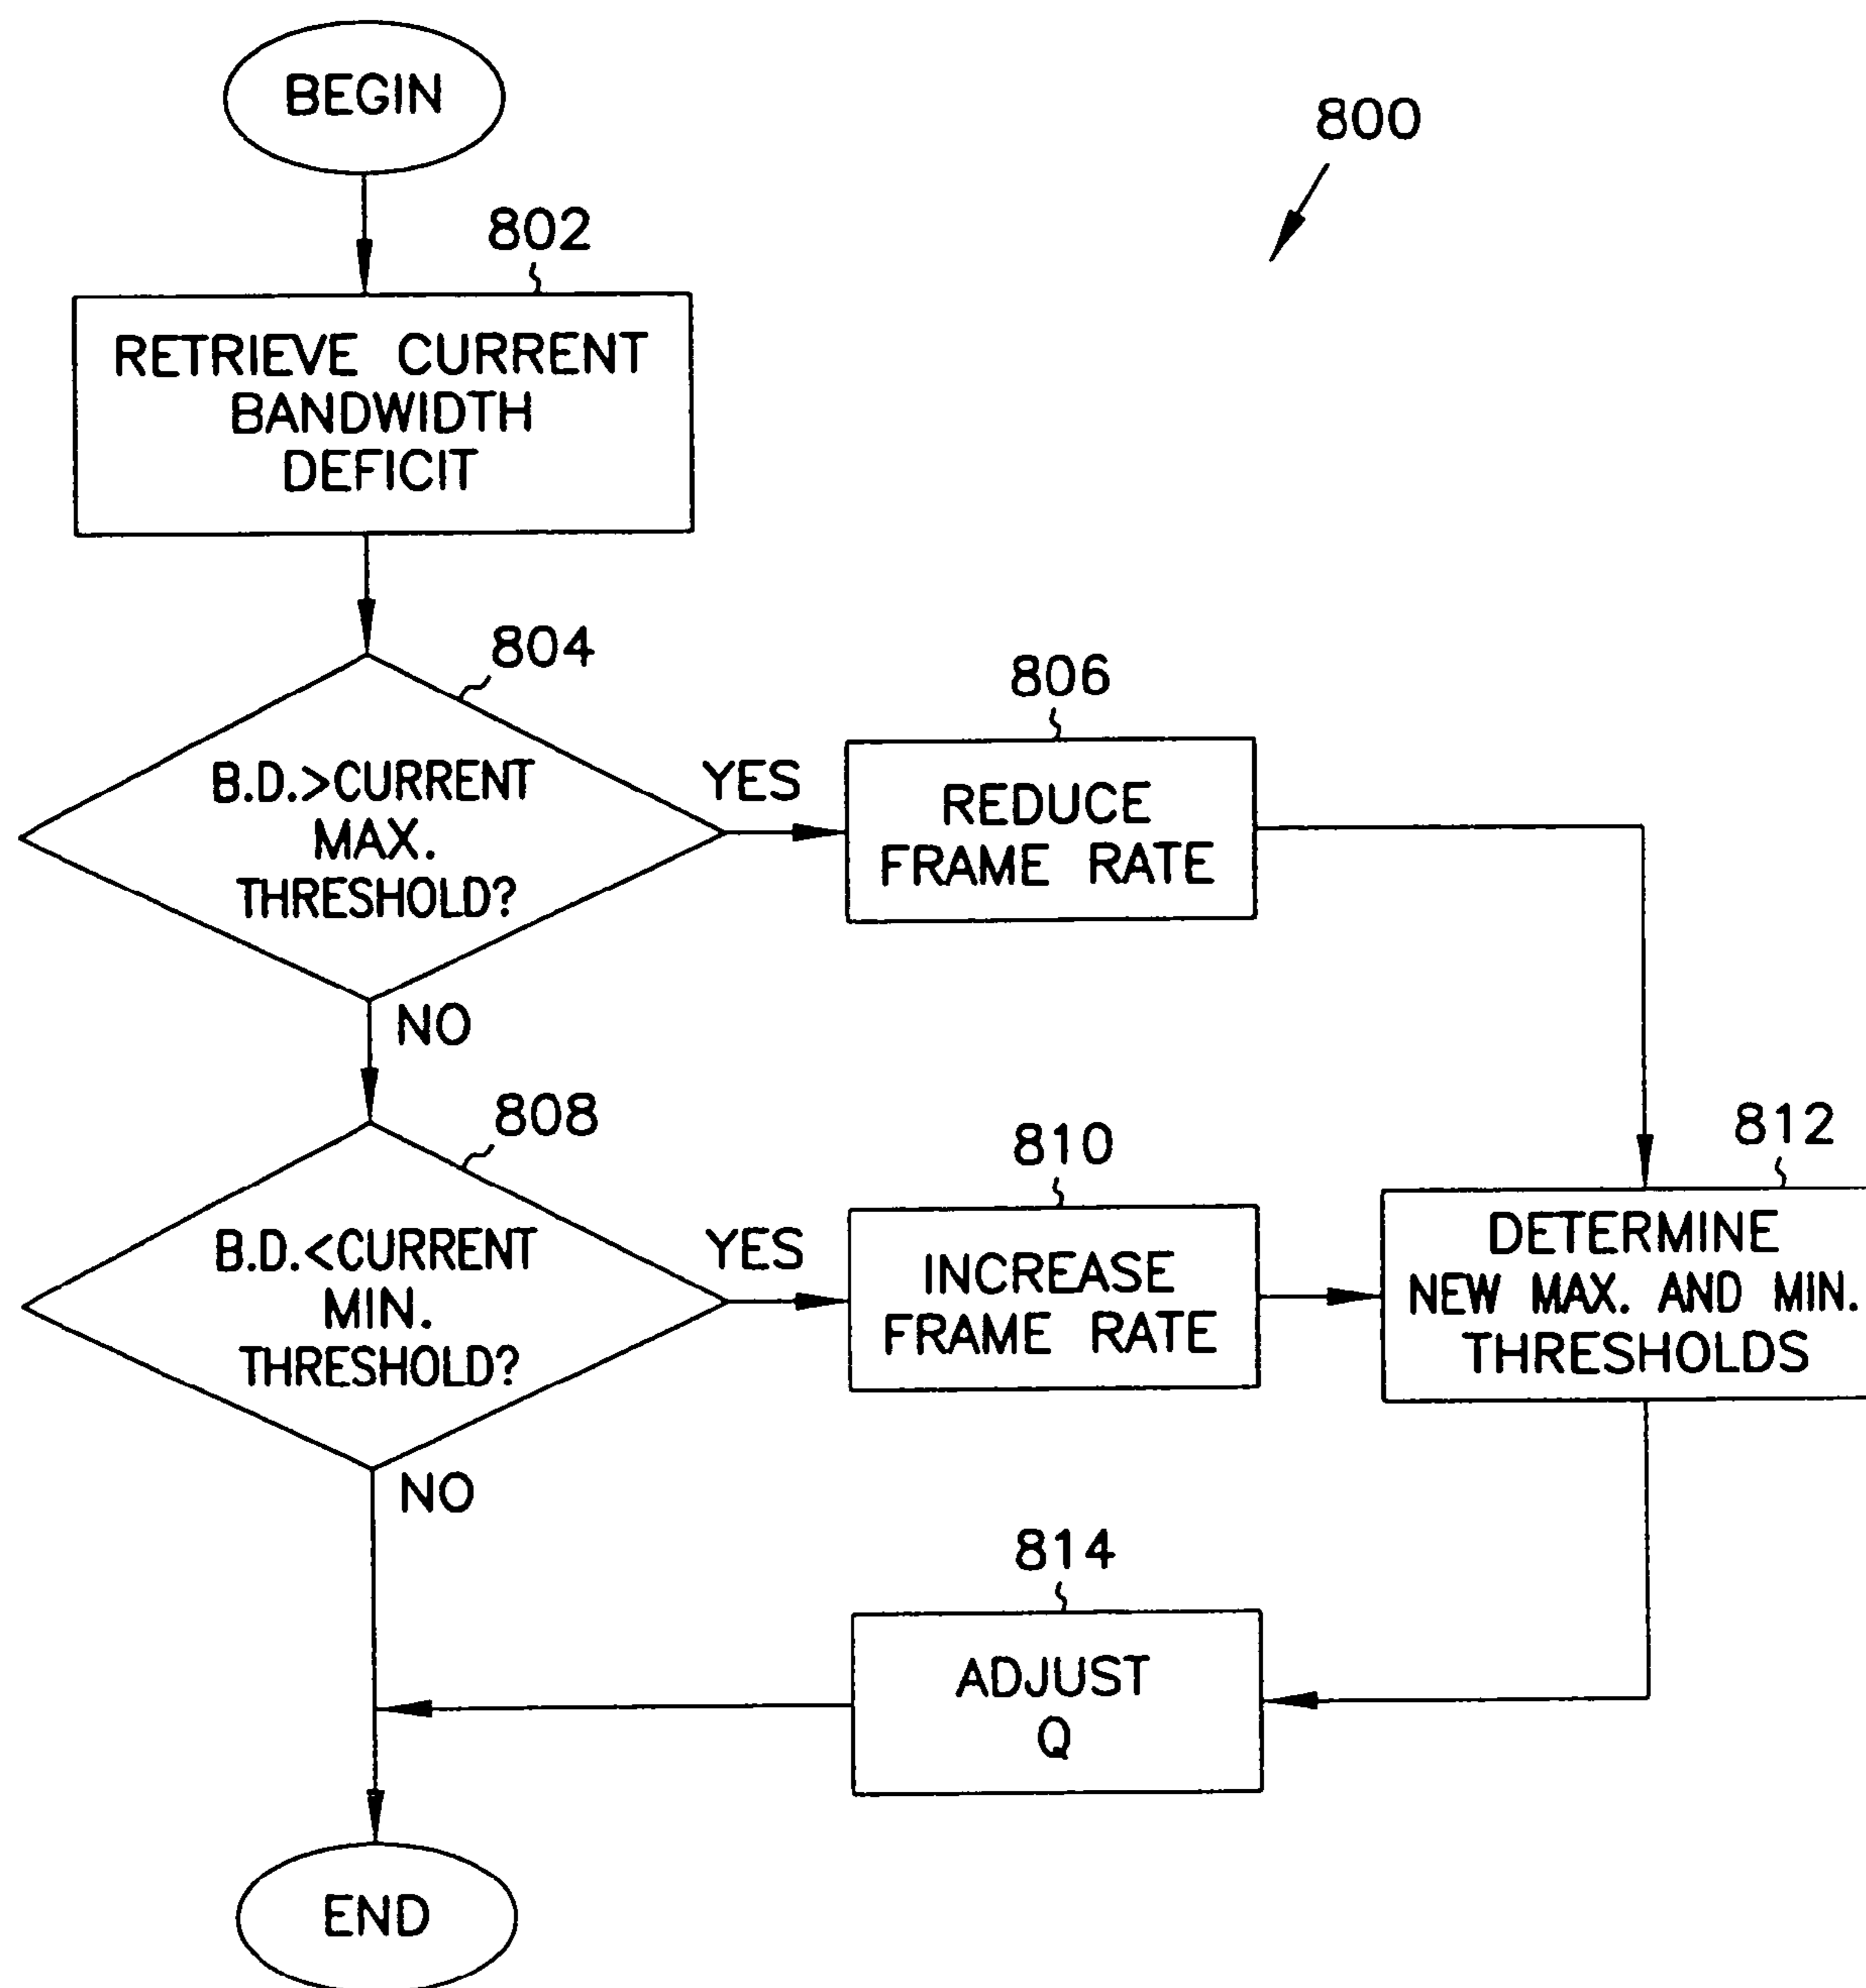 BEGIN
800
802
RETRIEVE CURRENT
BANDWIDTH
DEFICIT
804
B.D.>CURRENT
MAX.
THRESHOLD?
YES
806
REDUCE
FRAME RATE
NO
808
B.D.<CURRENT
MIN.
THRESHOLD?
YES
810
INCREASE
FRAME RATE
812
DETERMINE
NEW MAX. AND MIN.
THRESHOLDS
NO
814
ADJUST
Q
END